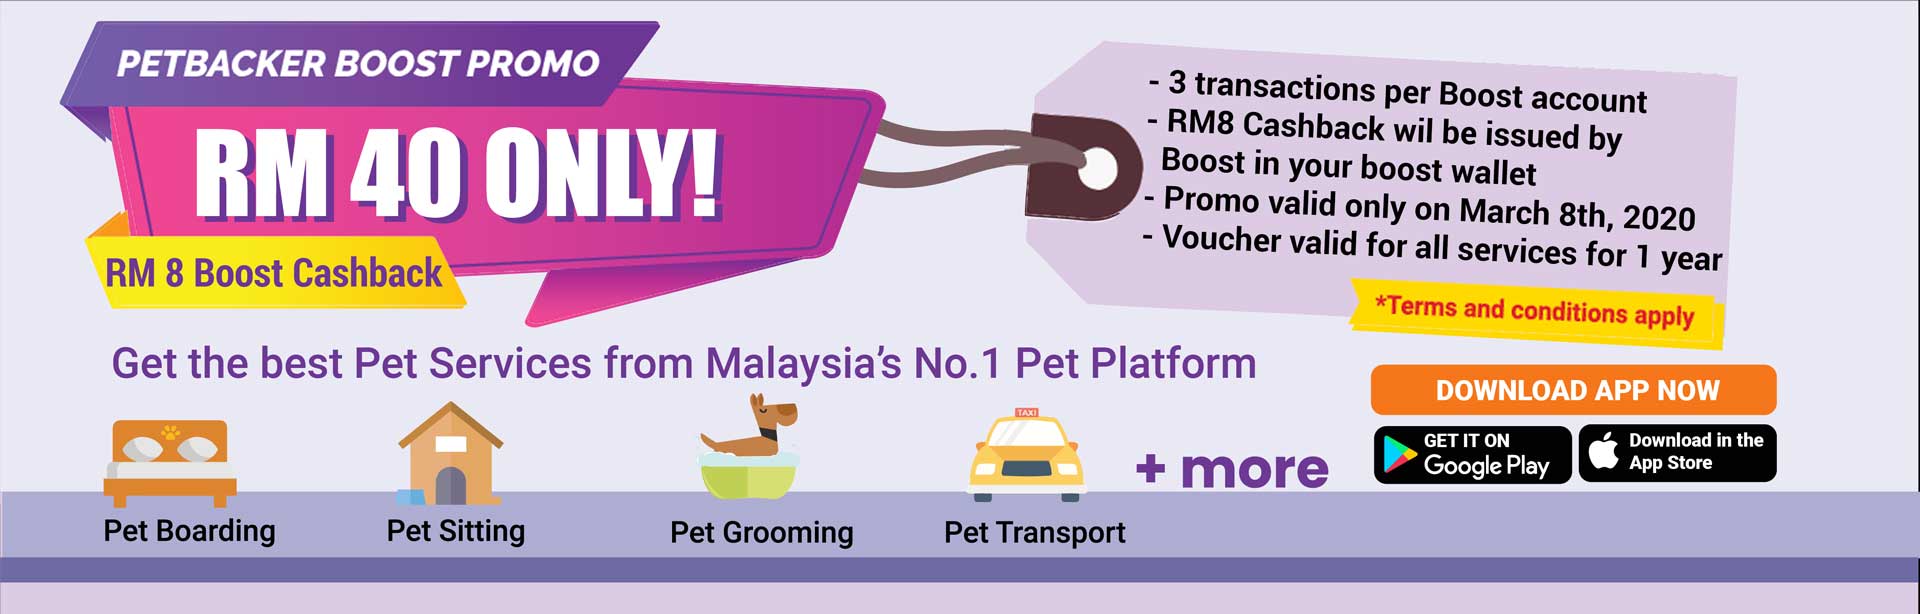 PETBACKER BOOST PROMO
RM 40 ONLY!
RM 8 Boost Cashback
- 3 transactions per Boost account
- RM8 Cashback wil be issued by
Boost in your boost wallet
- Promo valid only on March 8th, 2020
- Voucher valid for all services for 1 year
*Terms and conditions apply
Get the best Pet Services from Malaysia's No.1 Pet Platform
DOWNLOAD APP NOW
GET IT ON
Google Play
Download in the
App Store
TAXI
+ more
Pet Boarding
Pet Sitting
Pet Grooming
Pet Transport